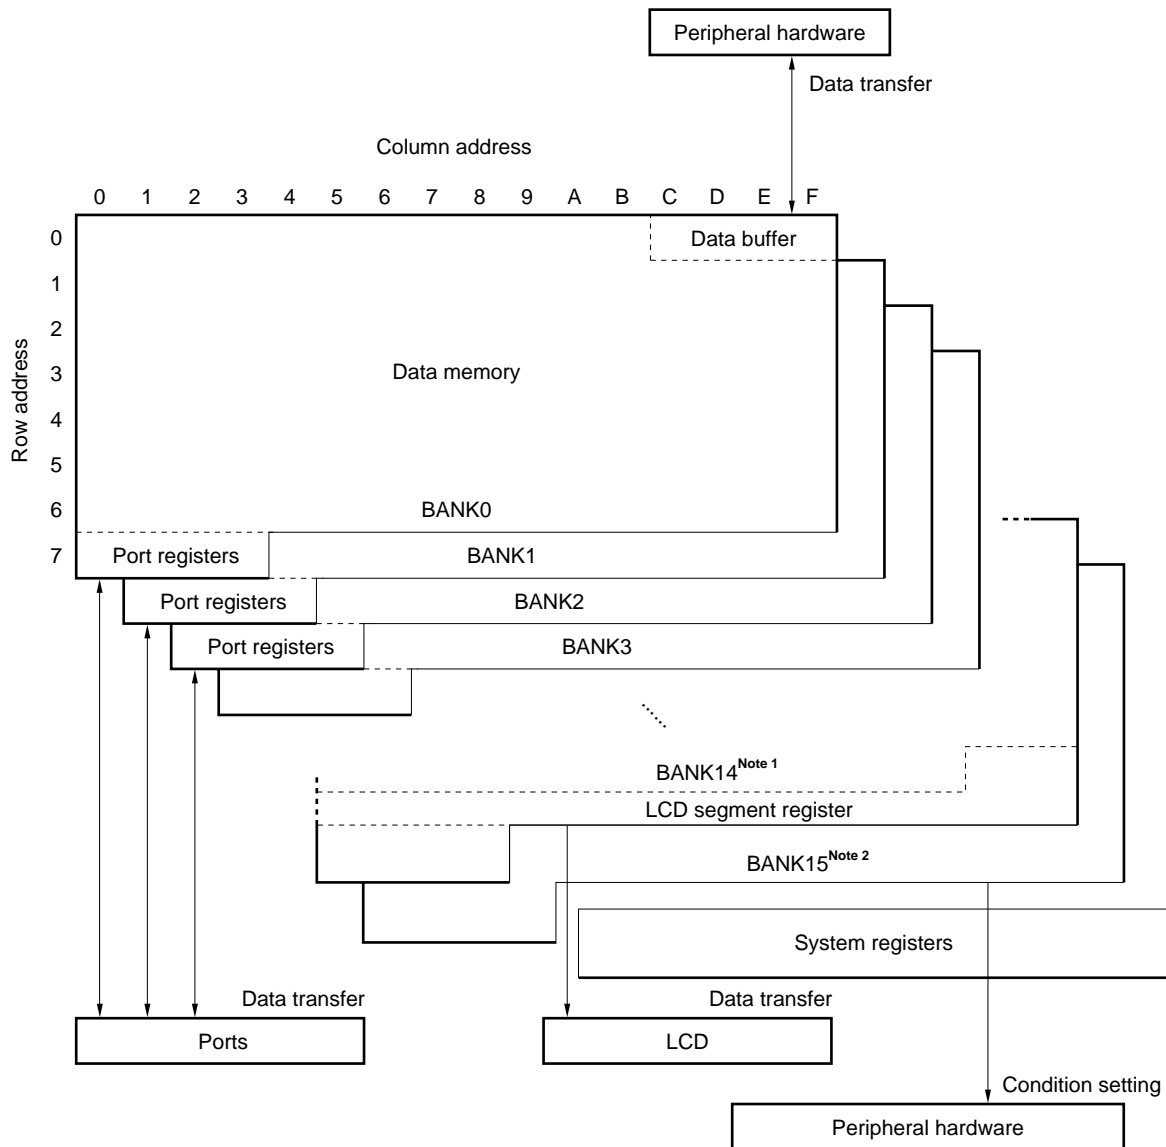 Peripheral hardware
Data transfer
Column address
0 1 2 3 4 5 6 7 8 9 A B C D E F
0
Data buffer
1
2
Row address
3
Data memory
4
5
6
BANK0
7
Port registers
BANK1
Port registers
BANK2
Port registers
BANK3
BANK14Note 1
LCD segment register
BANK15Note 2
System registers
Data transfer
Data transfer
Ports
LCD
Condition setting
Peripheral hardware